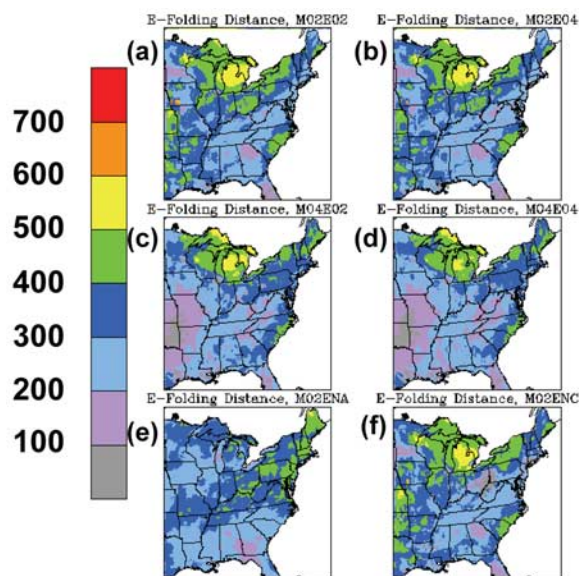 E-Folding Distance, M02E02
E-Folding Distance, M02E04
(a)
(b)
700
600
E-Folding Distance, M04E02
E-Folding Distance, M04E04
500
(c)
(d)
400
300
200
E-Folding Distance, M02ENA
E-Folding Distance, M02ENC
100
(e)
(f)